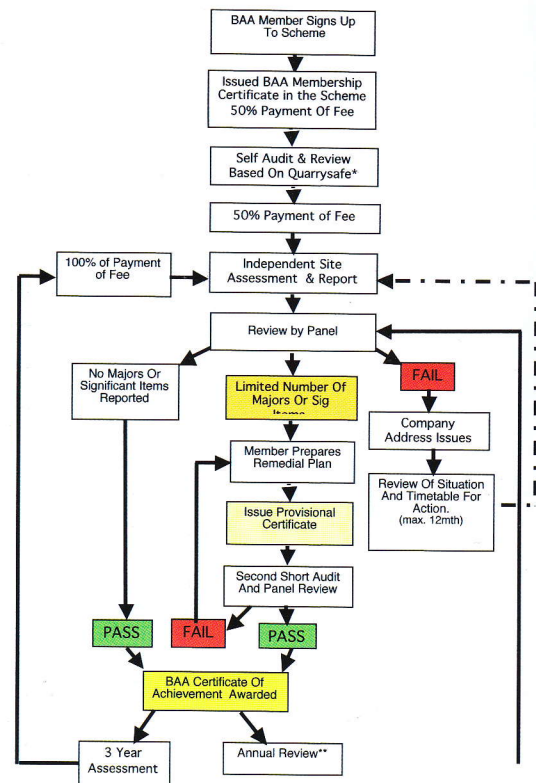 BAA Member Signs Up
To Scheme
Issued BAA Membership
Certificate in the Scheme
50% Payment Of Fee
Self Audit & Review
Based On Quarrysafe*
50% Payment of Fee
100% of Payment
of Fee
Independent Site
Assessment & Report
Review by Panel
No Majors Or
Significant Items
Reported
Limited Number Of
Majors Or Sig
Items
FAIL
Company
Address Issues
Member Prepares
Remedial Plan
Review Of Situation
And Timetable For
Action.
(max. 12mth)
Issue Provisional
Certificate
Second Short Audit
And Panel Review
PASS
FAIL
PASS
BAA Certificate Of
Achievement Awarded
3 Year
Assessment
Annual Review**